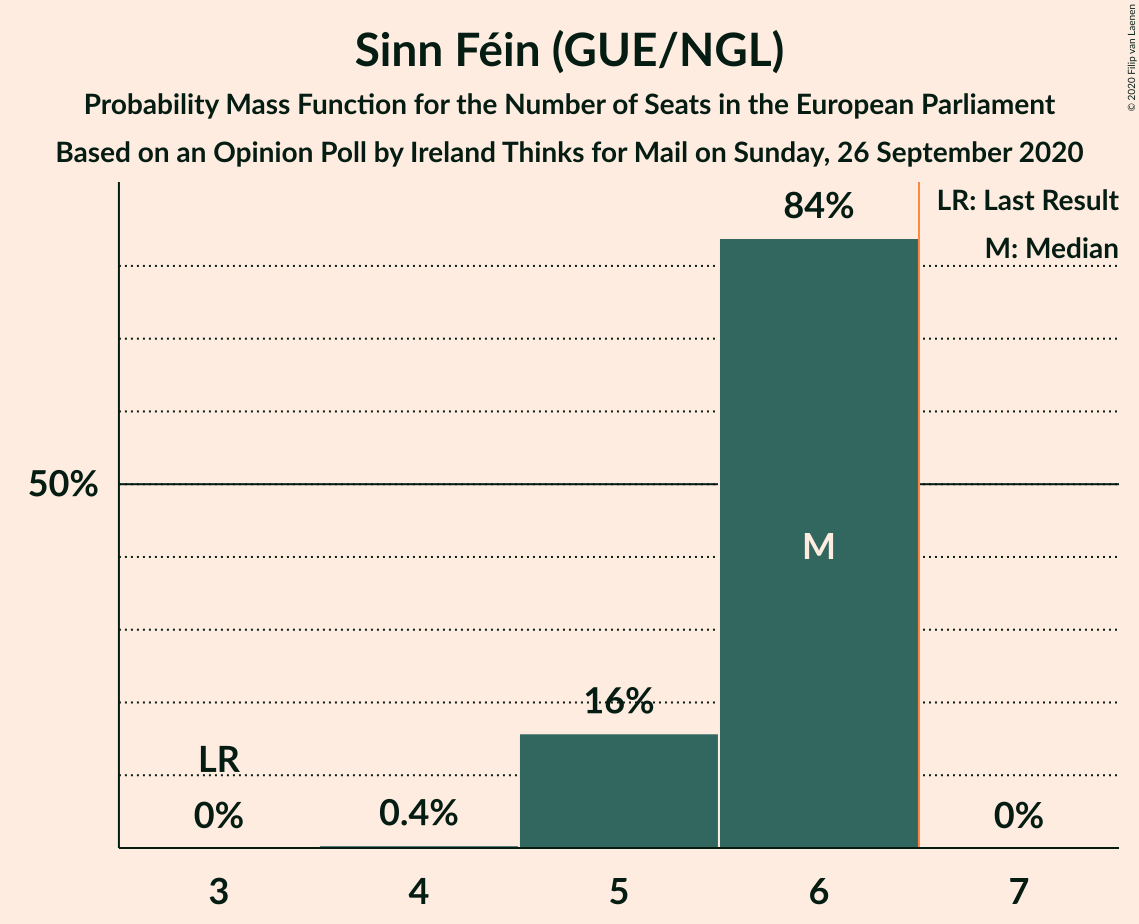 Sinn Féin (GUE/NGL)
Probability Mass Function for the Number of Seats in the European Parliament
Based on an Opinion Poll by Ireland Thinks for Mail on Sunday, 26 September 2020
© 2020 Filip van Laenen
84%
LR: Last Result
M: Median
50%
M
16%
LR
0%
0.4%
0%
3
4
5
6
7